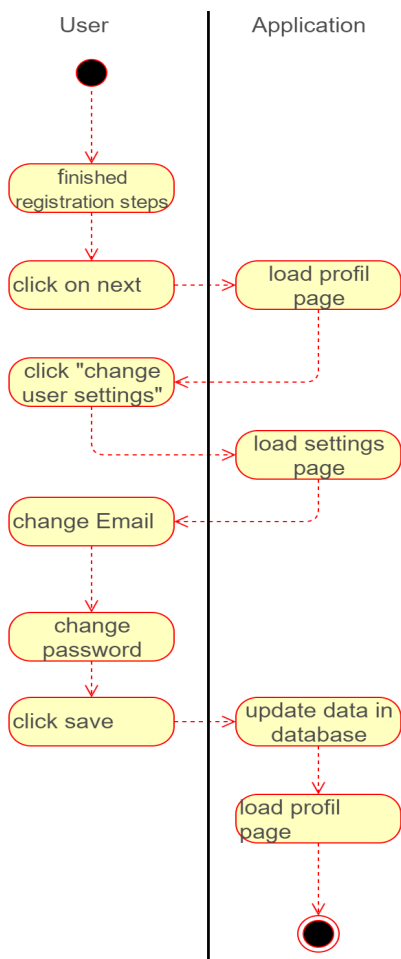 User
Application
finished
registration steps
click on next
load profil
page
click "change
user settings"
load settings
page
change Email
change
password
click save
update data in
database
load profil
page